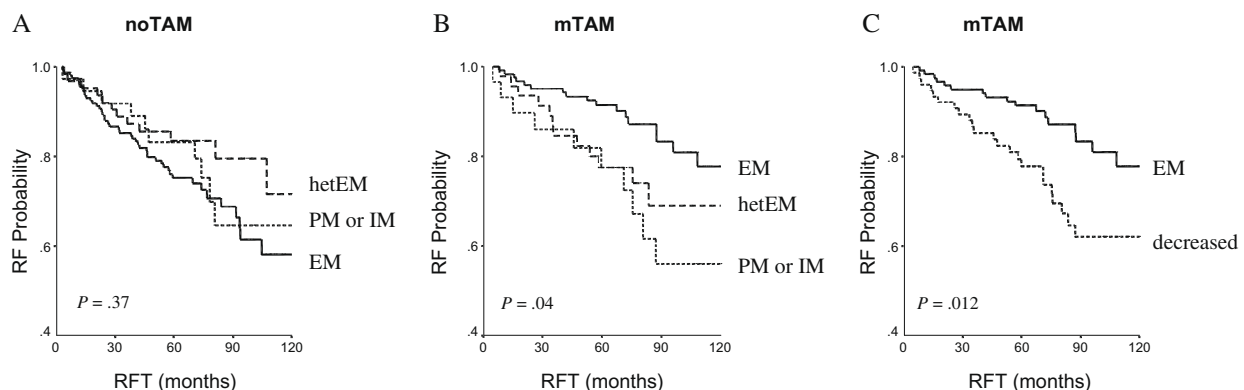 A
noTAM
RF Probability
1.0
.8
.6
.4
0
30
60
90
120
RFT (months)
hetEM
PM or IM
EM
P = .37
B
mTAM
RF Probability
1.0
.8
.6
.4
0
30
60
90
120
RFT (months)
EM
hetEM
PM or IM
P = .04
C
mTAM
RF Probability
1.0
.8
.6
.4
0
30
60
90
120
RFT (months)
EM
decreased
P = .012